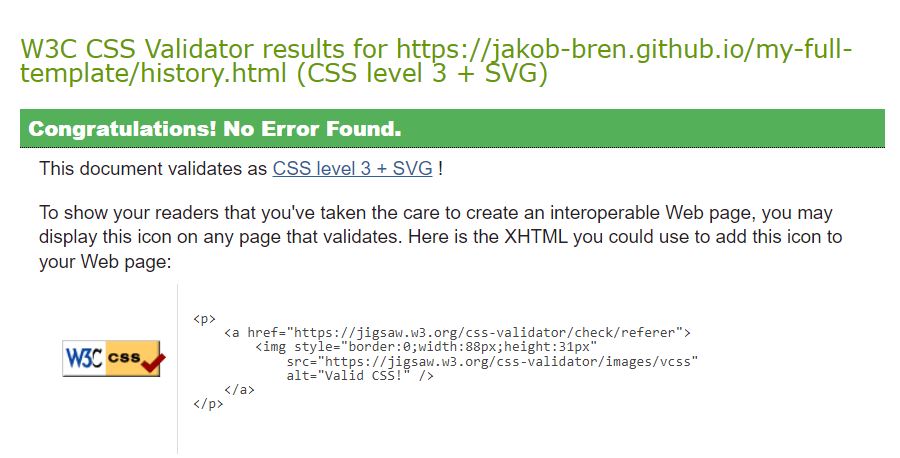 W3C CSS Validator results for https://jakob-bren.github.io/my-full-
template/history.html (CSS level 3 + SVG)
Congratulations! No Error Found.
This document validates as CSS level 3 + SVG !
To show your readers that you've taken the care to create an interoperable Web page, you may
display this icon on any page that validates. Here is the XHTML you could use to add this icon to
your Web page:
<p>
<a href="https://jigsaw.w3.org/css-validator/check/referer">
<img style="border:0;width:88px;height:31px"
src="https://jigsaw.w3.org/css-validator/images/vcss"
alt="Valid CSS!" />
</a>
</p>
W3C css